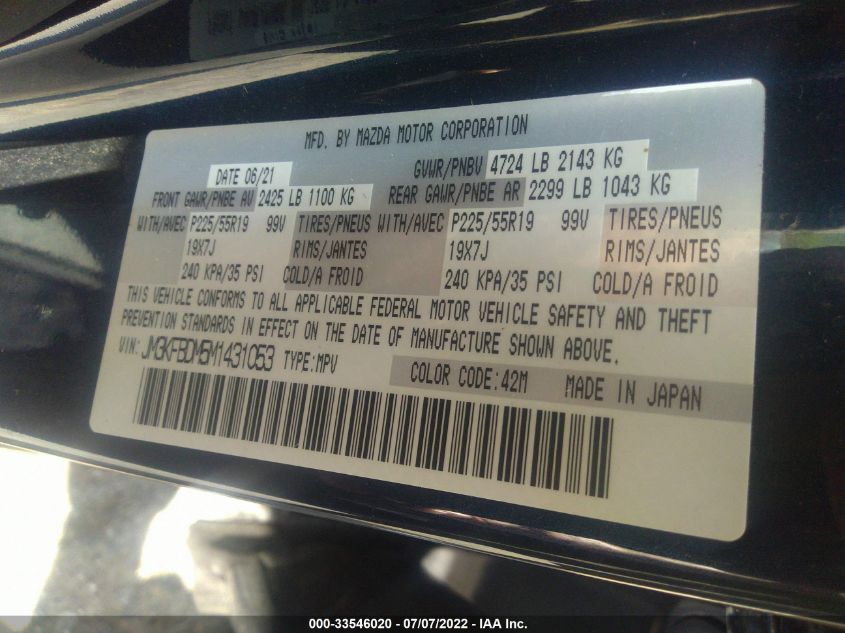 MFD. BY MAZDA MOTOR CORPORATION
DATE 06/21 GVWR/PNBV 4724 LB 2143 KG
FRONT GAWR/PNBE AV 2425 LB 1100 KG REAR GAWR/PNBE AR 2299 LB 1043 KG
WITH/AVEC P225/55R19 99V TIRES/PNEUS WITH/AVEC P225/55R19 99V TIRES/PNEUS
19X7J RIMS/JANTES 19X7J RIMS/JANTES
240 KPA/35 PSI COLD/A FROID 240 KPA/35 PSI COLD/A FROID
THIS VEHICLE CONFORMS TO ALL APPLICABLE FEDERAL MOTOR VEHICLE SAFETY AND THEFT
PREVENTION STANDARDS IN EFFECT ON THE DATE OF MANUFACTURE SHOWN ABOVE.
VIN: JM3KFBDM5M1431053 TYPE:MPV
COLOR CODE:42M MADE IN JAPAN
000-33546020 - 07/07/2022 - IAA Inc.